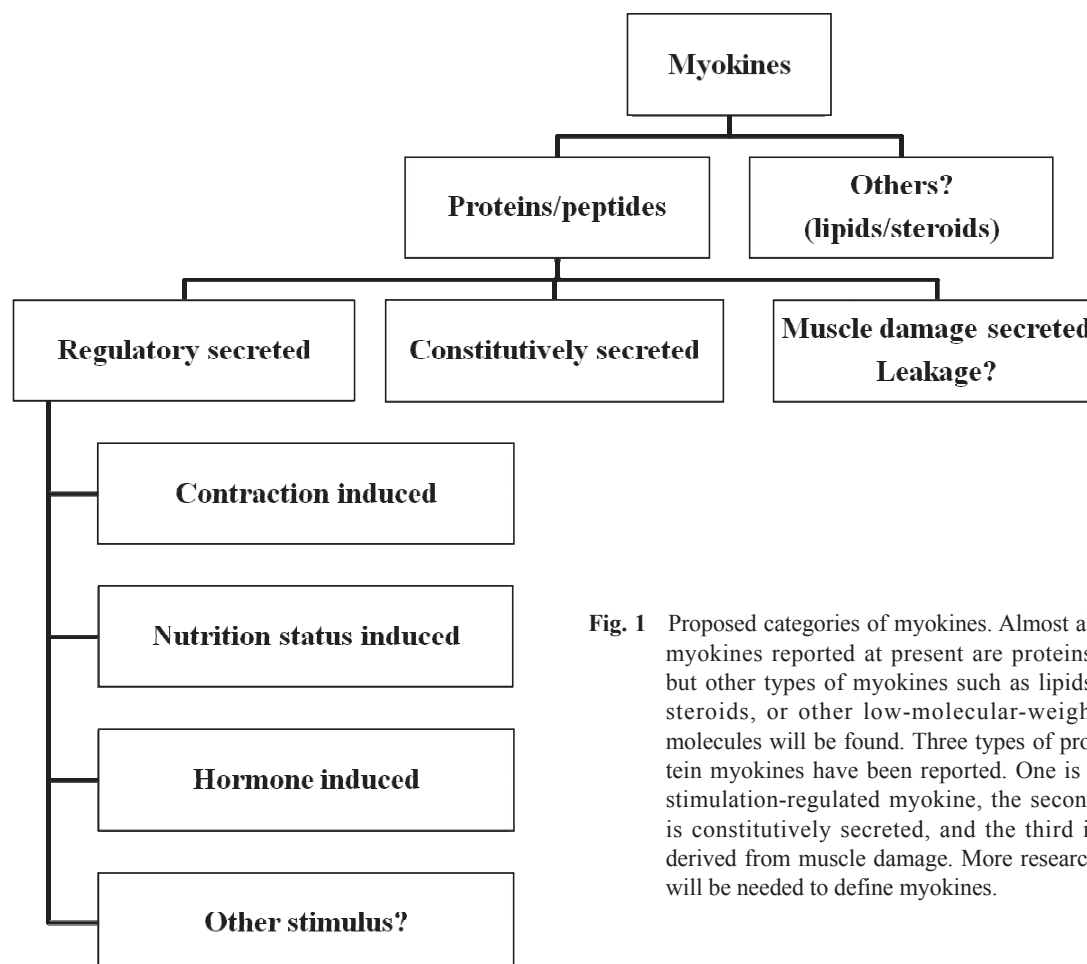 Myokines
Proteins/peptides
Others?
(lipids/steroids)
Regulatory secreted
Constitutively secreted
Muscle damage secreted
Leakage?
Contraction induced
Nutrition status induced
Hormone induced
Other stimulus?
Fig. 1 Proposed categories of myokines. Almost a
myokines reported at present are proteins
but other types of myokines such as lipids
steroids, or other low-molecular-weigh
molecules will be found. Three types of pro
tein myokines have been reported. One is
stimulation-regulated myokine, the secon
is constitutively secreted, and the third i
derived from muscle damage. More researc
will be needed to define myokines.